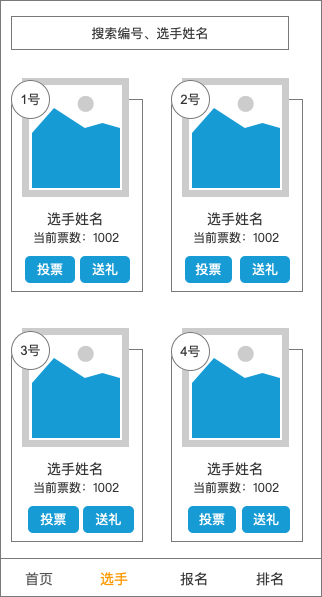 搜索编号、选手姓名
1号
2号
选手姓名
当前票数：1002
投票
送礼
选手姓名
当前票数：1002
投票
送礼
3号
4号
选手姓名
当前票数：1002
投票
送礼
选手姓名
当前票数：1002
投票
送礼
首页
选手
报名
排名